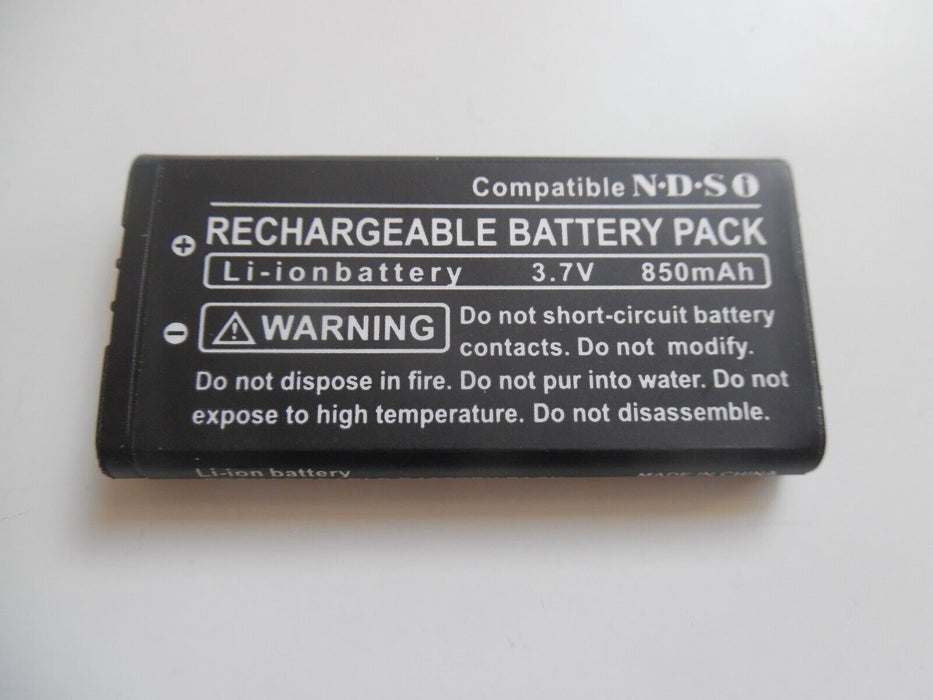 Compatible N·D·S i
RECHARGEABLE BATTERY PACK
Li-ionbattery 3.7V 850mAh
+
-
WARNING
Do not short-circuit battery
contacts. Do not modify.
Do not dispose in fire. Do not pur into water. Do not
expose to high temperature. Do not disassemble.
Li-ion battery MADE IN CHINA